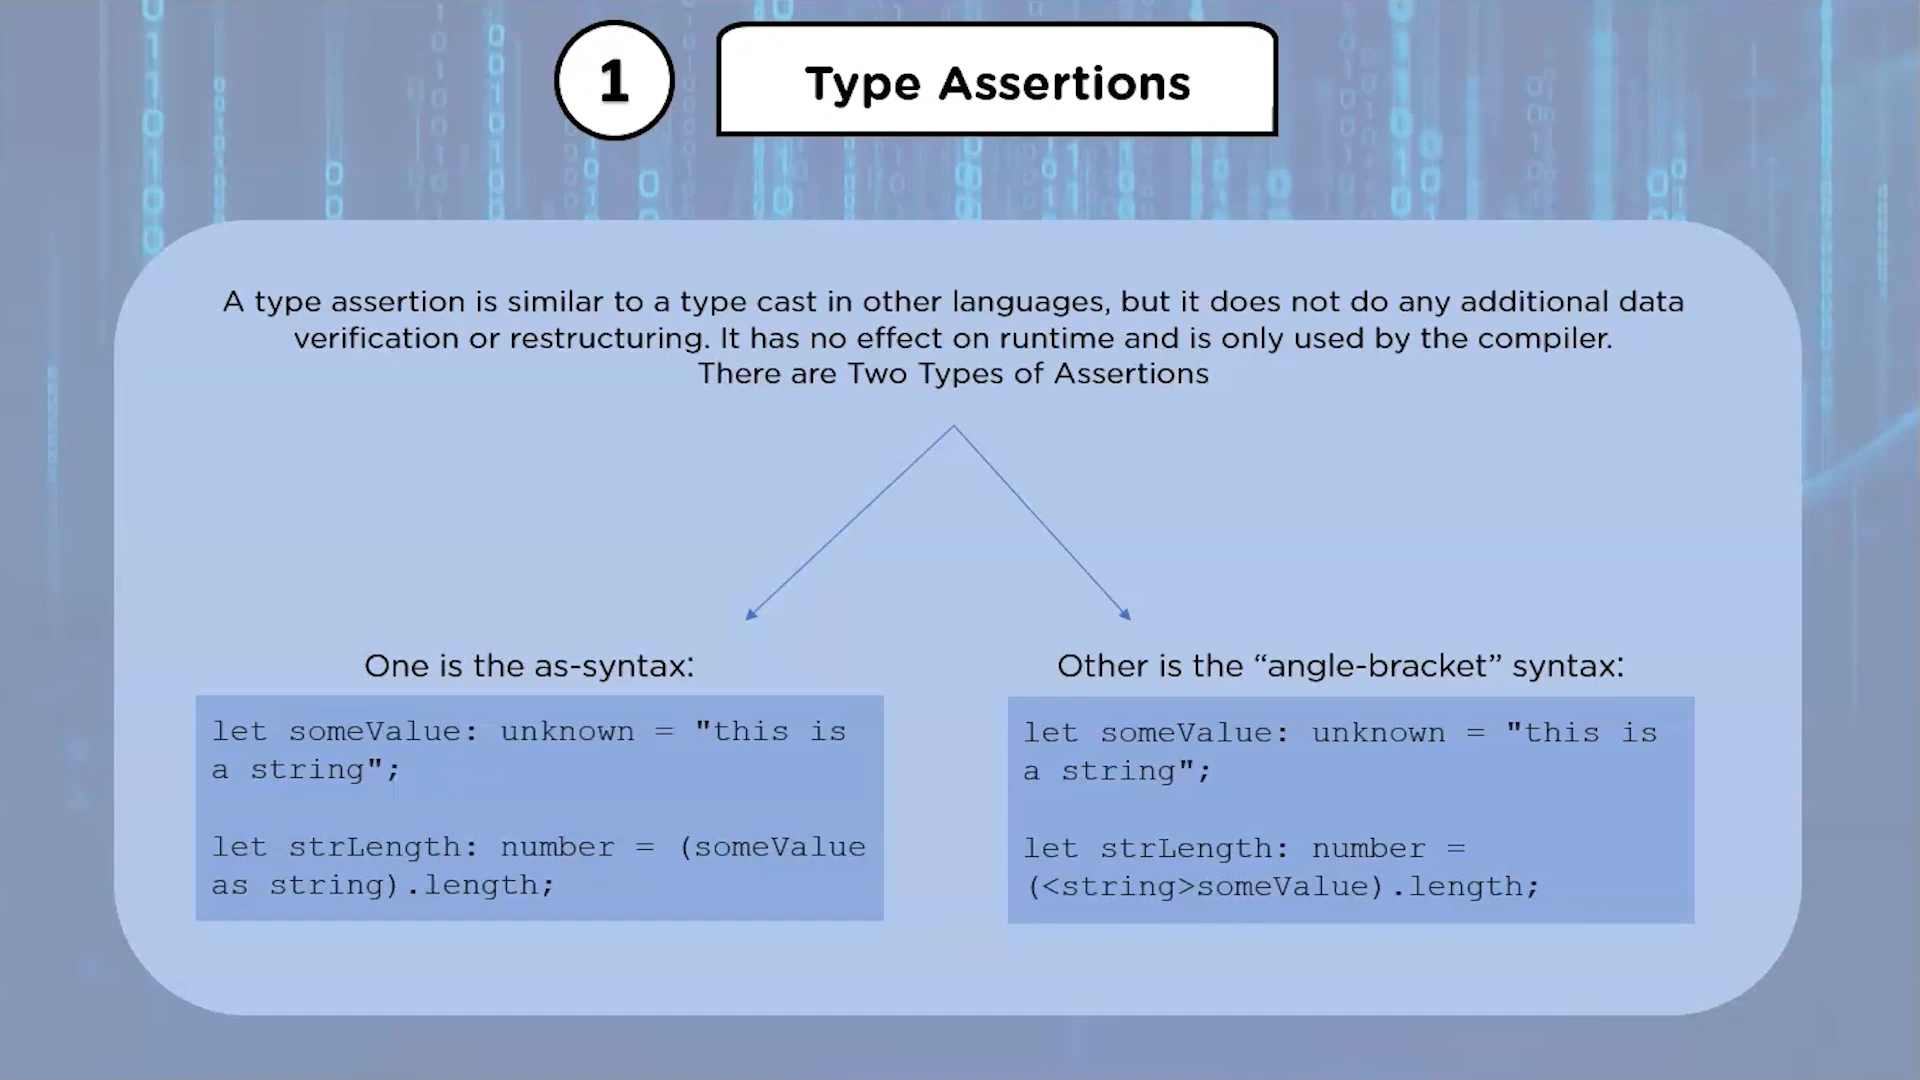 1
Type Assertions
A type assertion is similar to a type cast in other languages, but it does not do any additional data
verification or restructuring. It has no effect on runtime and is only used by the compiler.
There are Two Types of Assertions
One is the as-syntax:
let someValue: unknown = "this is
a string";
let strLength: number = (someValue
as string).length;
Other is the “angle-bracket” syntax:
let someValue: unknown = "this is
a string";
let strLength: number =
(<string>someValue).length;